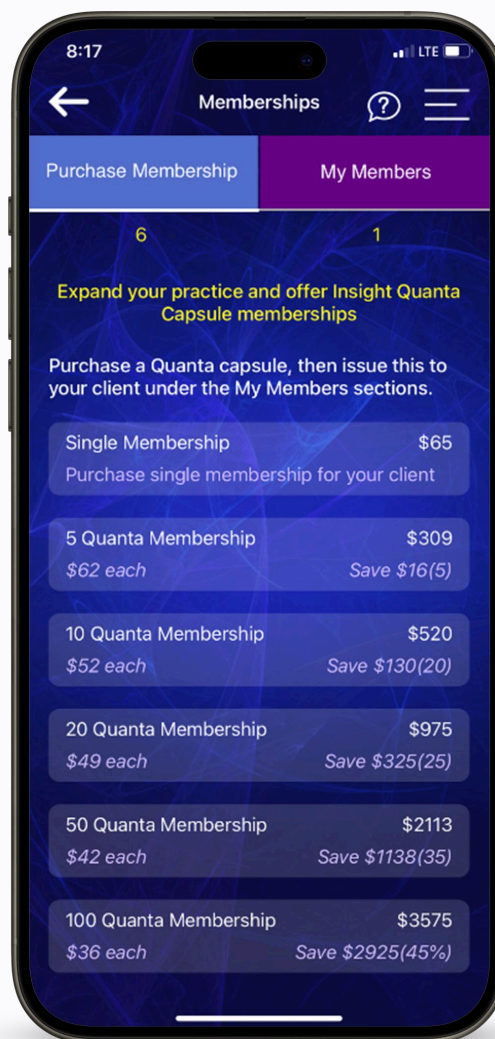 8:17
LTE
Memberships
?
Purchase Membership
My Members
6
1
Expand your practice and offer Insight Quanta
Capsule memberships
Purchase a Quanta capsule, then issue this to
your client under the My Members sections.
Single Membership $65
Purchase single membership for your client
5 Quanta Membership $309
$62 each Save $16(5)
10 Quanta Membership $520
$52 each Save $130(20)
20 Quanta Membership $975
$49 each Save $325(25)
50 Quanta Membership $2113
$42 each Save $1138(35)
100 Quanta Membership $3575
$36 each Save $2925(45%)